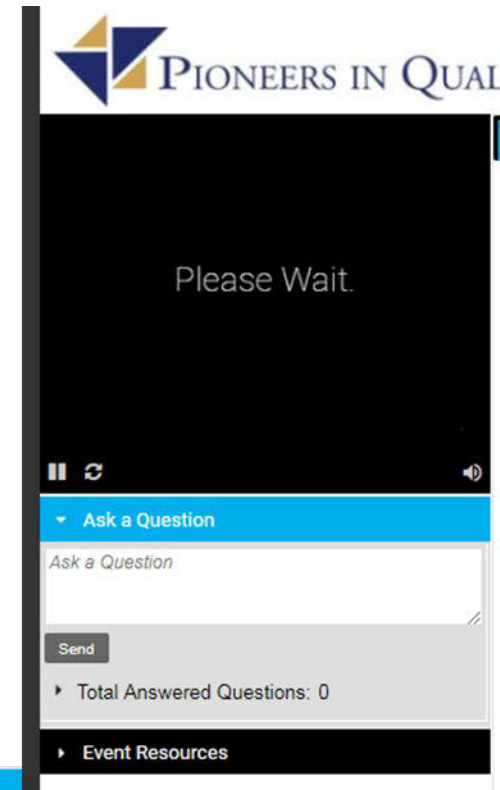 PIONEERS IN QUAL
Please Wait.
Ask a Question
Ask a Question
Send
Total Answered Questions: 0
Event Resources